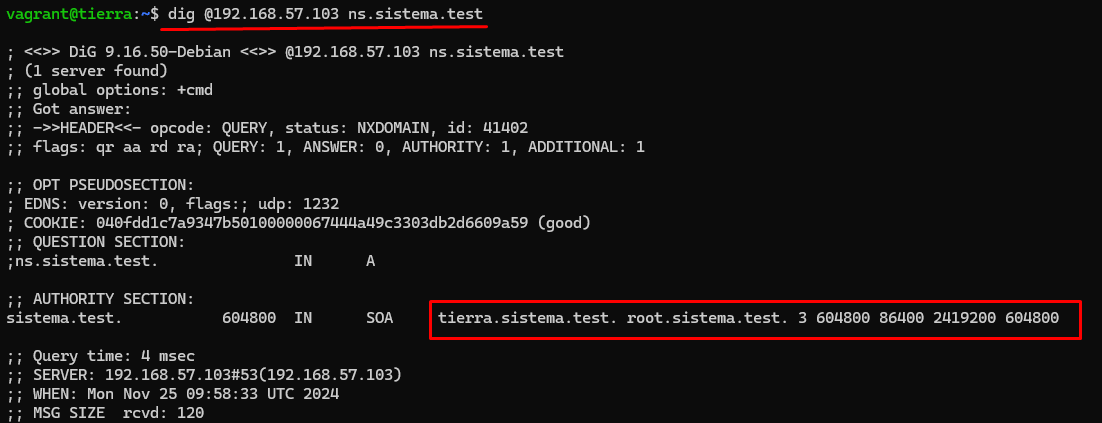 vagrant@tierra:~$ dig @192.168.57.103 ns.sistema.test
; <<>> DiG 9.16.50-Debian <<>> @192.168.57.103 ns.sistema.test
; (1 server found)
;; global options: +cmd
;; Got answer:
;; ->>HEADER<<- opcode: QUERY, status: NXDOMAIN, id: 41402
;; flags: qr aa rd ra; QUERY: 1, ANSWER: 0, AUTHORITY: 1, ADDITIONAL: 1
;; OPT PSEUDOSECTION:
; EDNS: version: 0, flags:; udp: 1232
; COOKIE: 040fdd1c7a9347b50100000067444a49c3303db2d6609a59 (good)
;; QUESTION SECTION:
;ns.sistema.test. IN A
;; AUTHORITY SECTION:
sistema.test. 604800 IN SOA tierra.sistema.test. root.sistema.test. 3 604800 86400 2419200 604800
;; Query time: 4 msec
;; SERVER: 192.168.57.103#53(192.168.57.103)
;; WHEN: Mon Nov 25 09:58:33 UTC 2024
;; MSG SIZE rcvd: 120